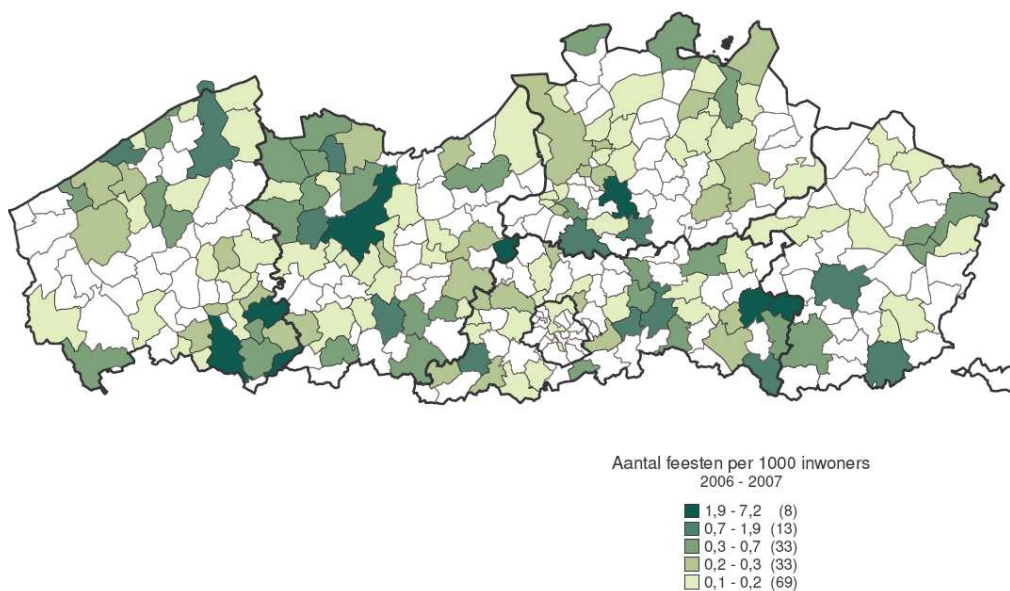 Aantal feesten per 1000 inwoners
2006 - 2007
1,9 - 7,2 (8)
0,7 - 1,9 (13)
0,3 - 0,7 (33)
0,2 - 0,3 (33)
0,1 - 0,2 (69)